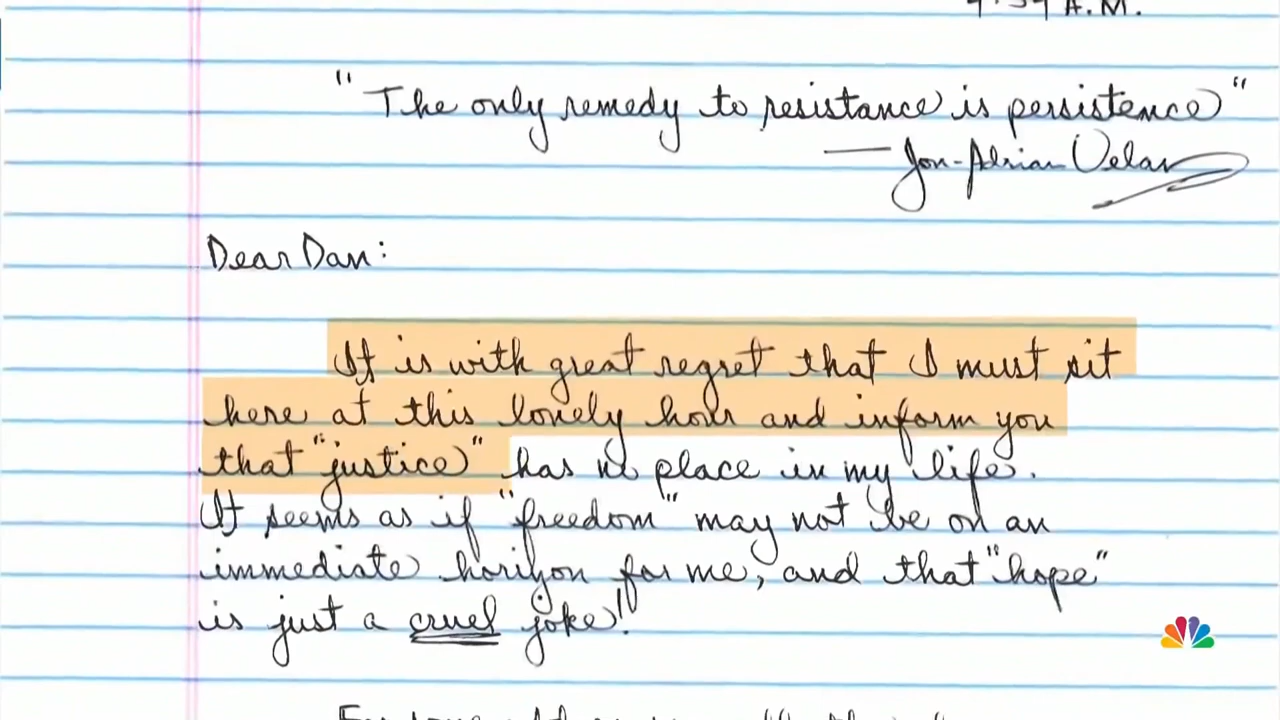 A.M.
"The only remedy to resistance is persistence"
— Jon-Adrian Velaz
Dear Dan:
It is with great regret that I must sit
here at this lonely hour and inform you
that "justice" has no place in my life.
It seems as if "freedom" may not be on an
immediate horizon for me, and that "hope"
is just a cruel joke!